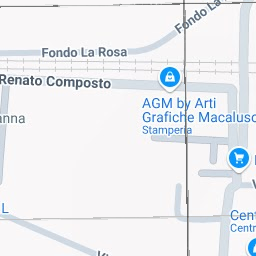 Fondo La
Fondo La Rosa
Renato Composto
AGM by Arti
Grafiche Macaluso
Stamperia
anna
L
Cent
Centr